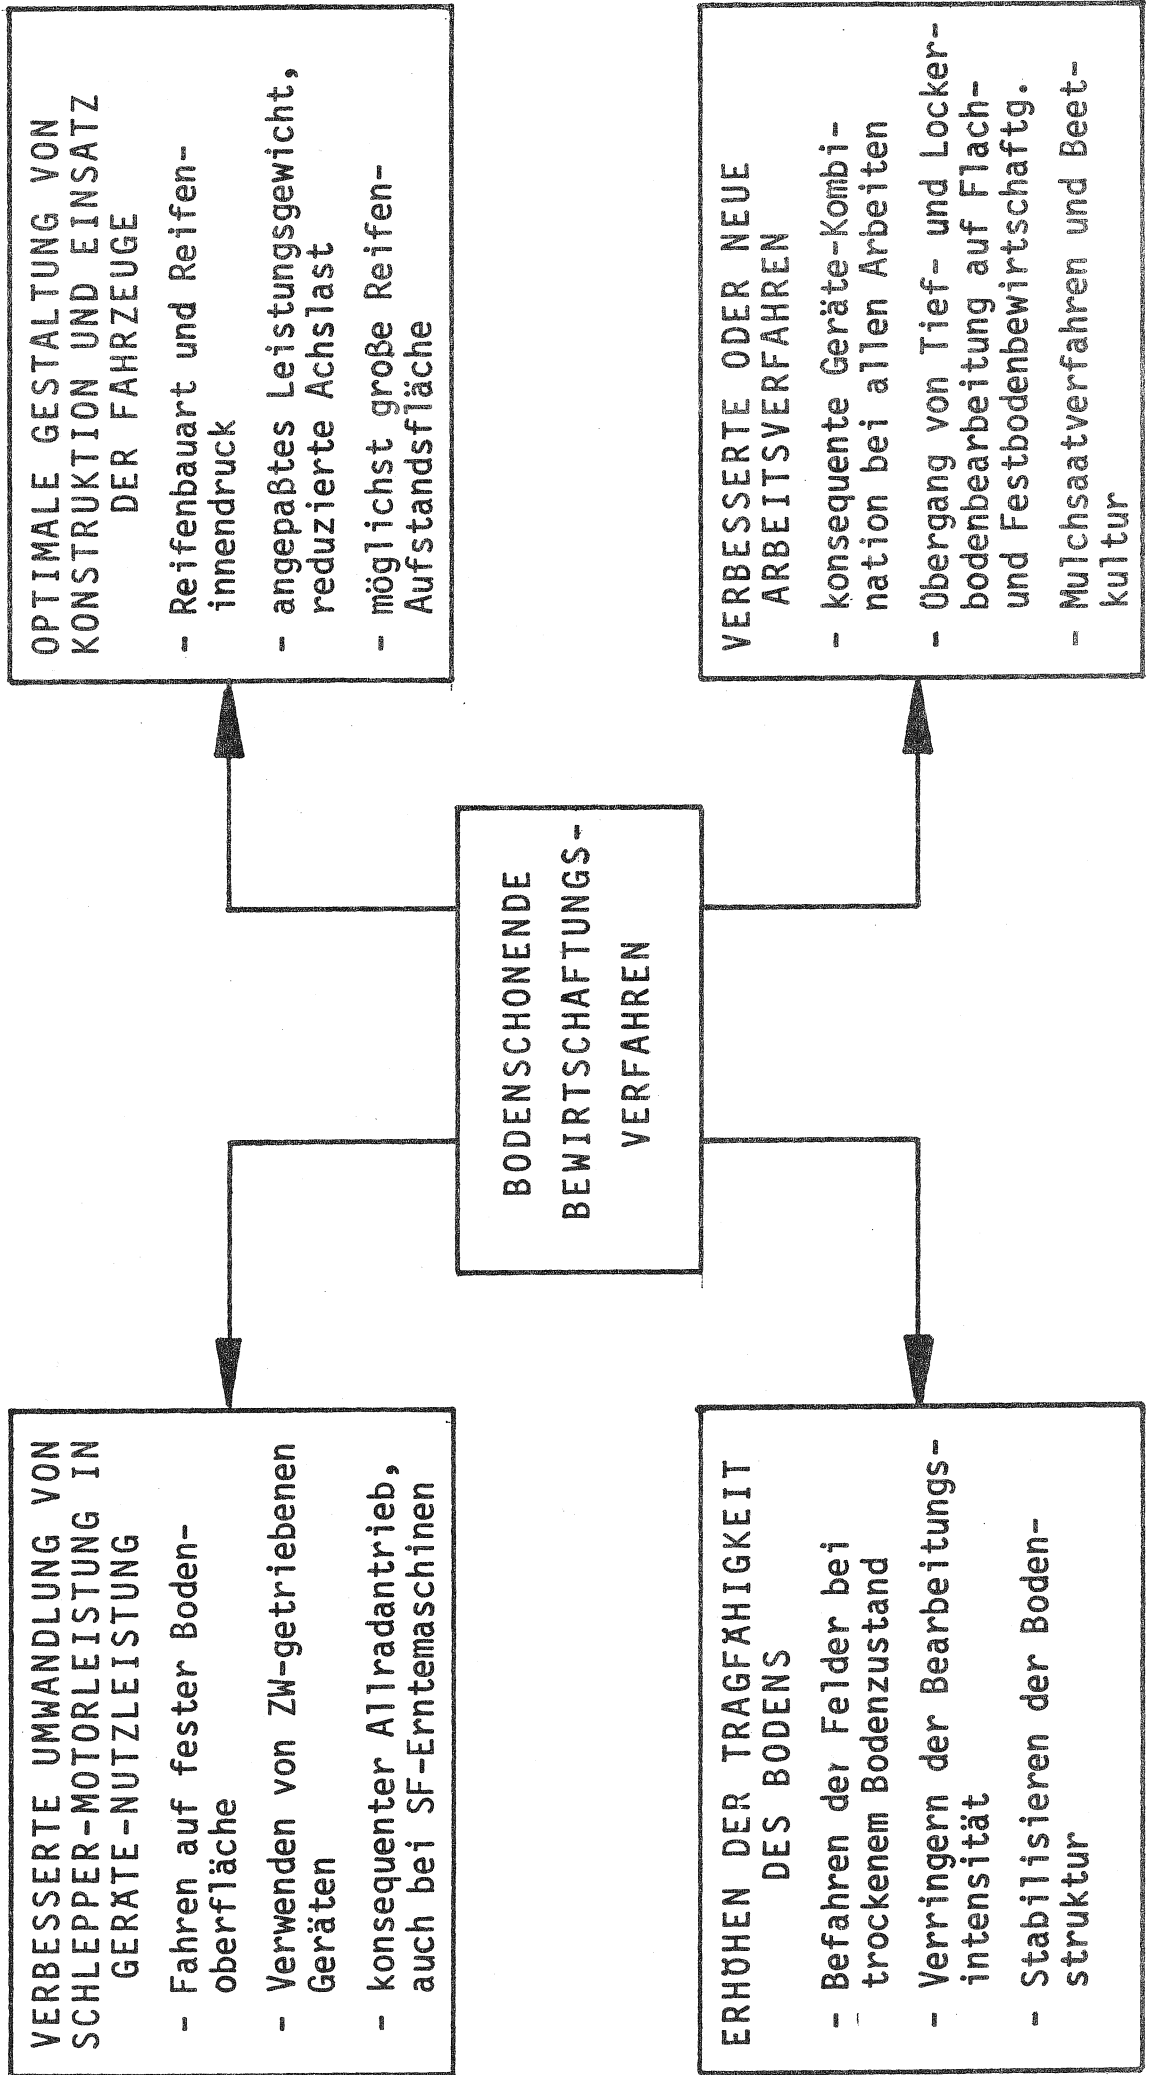 VERBESSERTE UMWANDLUNG VON
SCHLEPPER-MOTORLEISTUNG IN
GERÄTE-NUTZLEISTUNG
- Fahren auf fester Boden-
oberfläche
- Verwenden von ZW-getriebenen
Geräten
- konsequenter Allradantrieb,
auch bei SF-Erntemaschinen
OPTIMALE GESTALTUNG VON
KONSTRUKTION UND EINSATZ
DER FAHRZEUGE
- Reifenbauart und Reifen-
innendruck
- angepaßtes Leistungsgewicht,
reduzierte Achslast
- möglichst große Reifen-
Aufstandsfläche
BODENSCHONENDE
BEWIRTSCHAFTUNGS-
VERFAHREN
ERHÖHEN DER TRAGFÄHIGKEIT
DES BODENS
- Befahren der Felder bei
trockenem Bodenzustand
- Verringern der Bearbeitungs-
intensität
- Stabilisieren der Boden-
struktur
VERBESSERTE ODER NEUE
ARBEITSVERFAHREN
- konsequente Geräte-Kombi-
nation bei allen Arbeiten
- Übergang von Tief- und Locker-
bodenbearbeitung auf Flach-
und Festbodenbewirtschaftg.
- Mulchsaatverfahren und Beet-
kultur